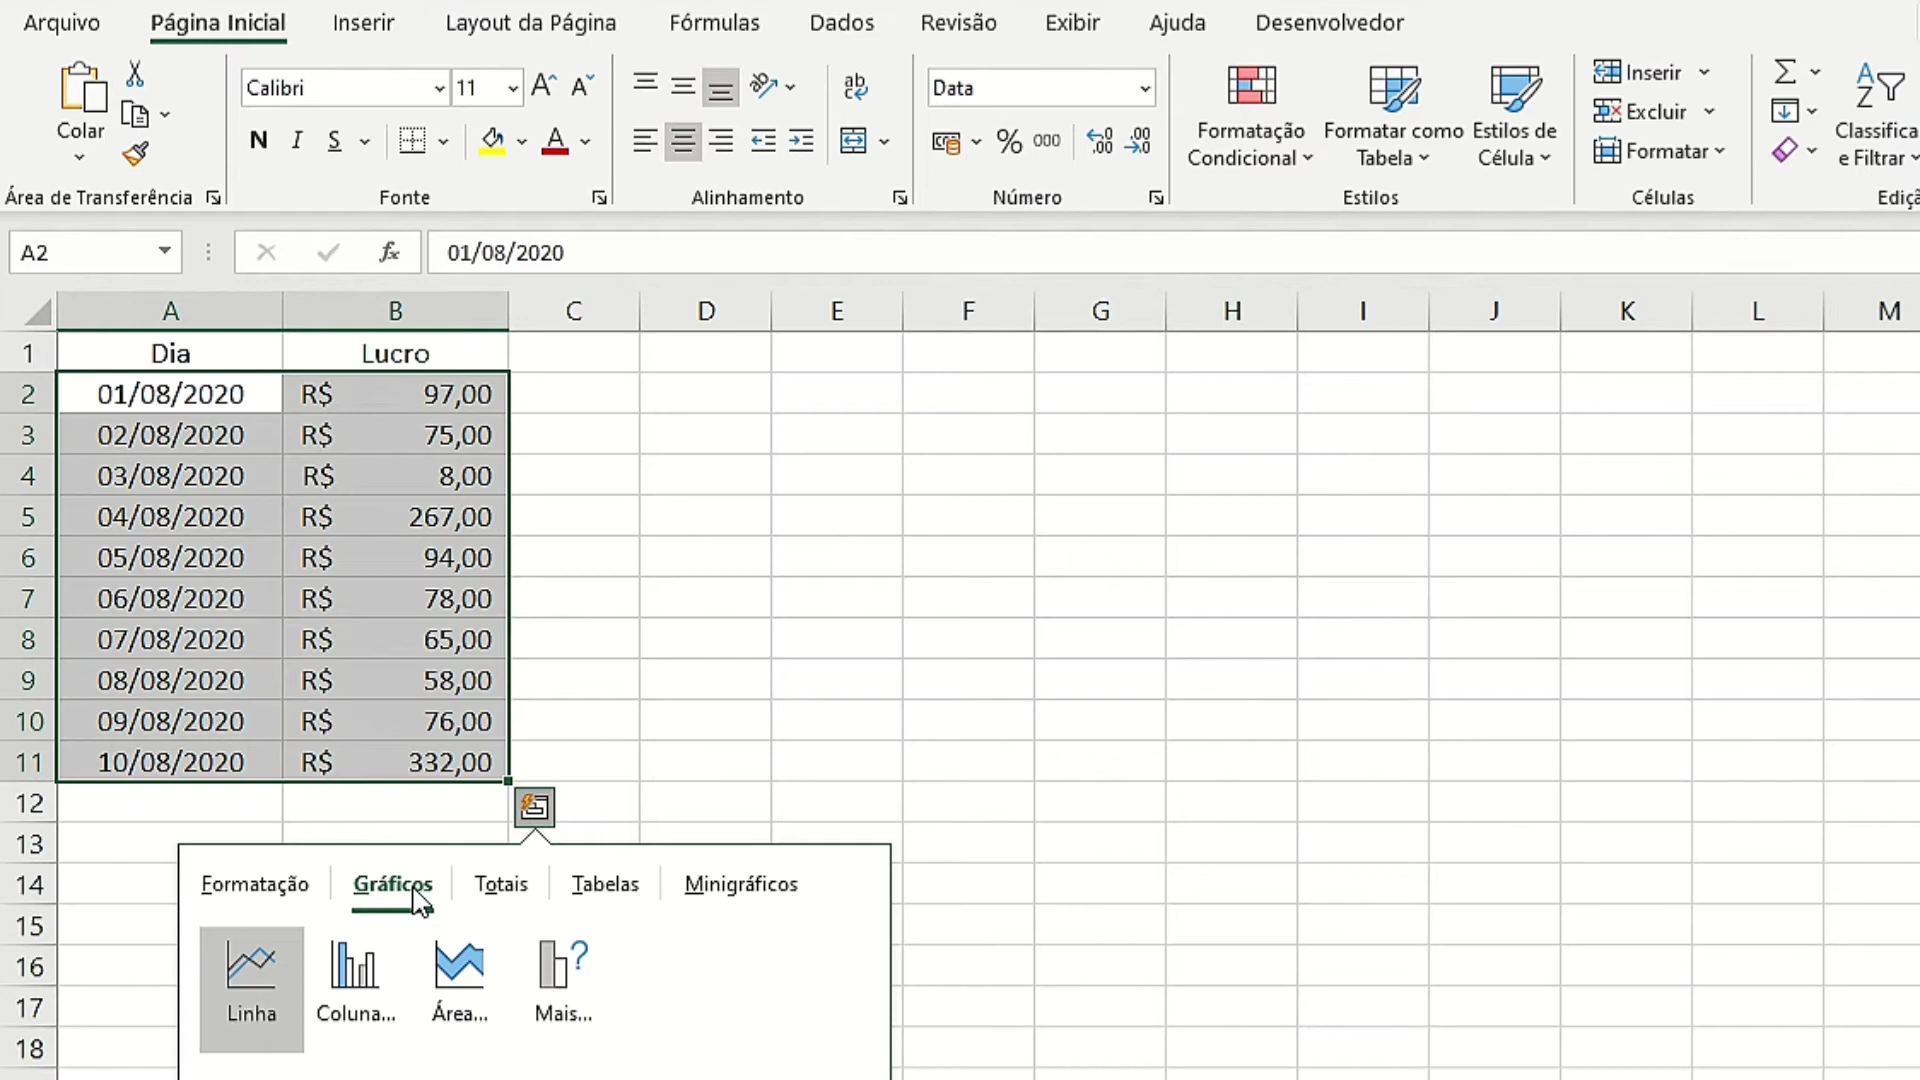 Arquivo Página Inicial Inserir Layout da Página Fórmulas Dados Revisão Exibir Ajuda Desenvolvedor
Colar
Área de Transferência
Calibri 11
N I S
Fonte
ab
Alinhamento
Data
% 000
Número
Formatação Condicional
Formatar como Tabela
Estilos de Célula
Estilos
Inserir
Excluir
Formatar
Células
Classifica
e Filtrar
Ediçã
A2 fx 01/08/2020
A B C D E F G H I J K L M
1 Dia Lucro
2 01/08/2020 R$ 97,00
3 02/08/2020 R$ 75,00
4 03/08/2020 R$ 8,00
5 04/08/2020 R$ 267,00
6 05/08/2020 R$ 94,00
7 06/08/2020 R$ 78,00
8 07/08/2020 R$ 65,00
9 08/08/2020 R$ 58,00
10 09/08/2020 R$ 76,00
11 10/08/2020 R$ 332,00
12
13
14
15
16
17
18
Formatação Gráficos Totais Tabelas Minigráficos
Linha Coluna... Área... Mais...